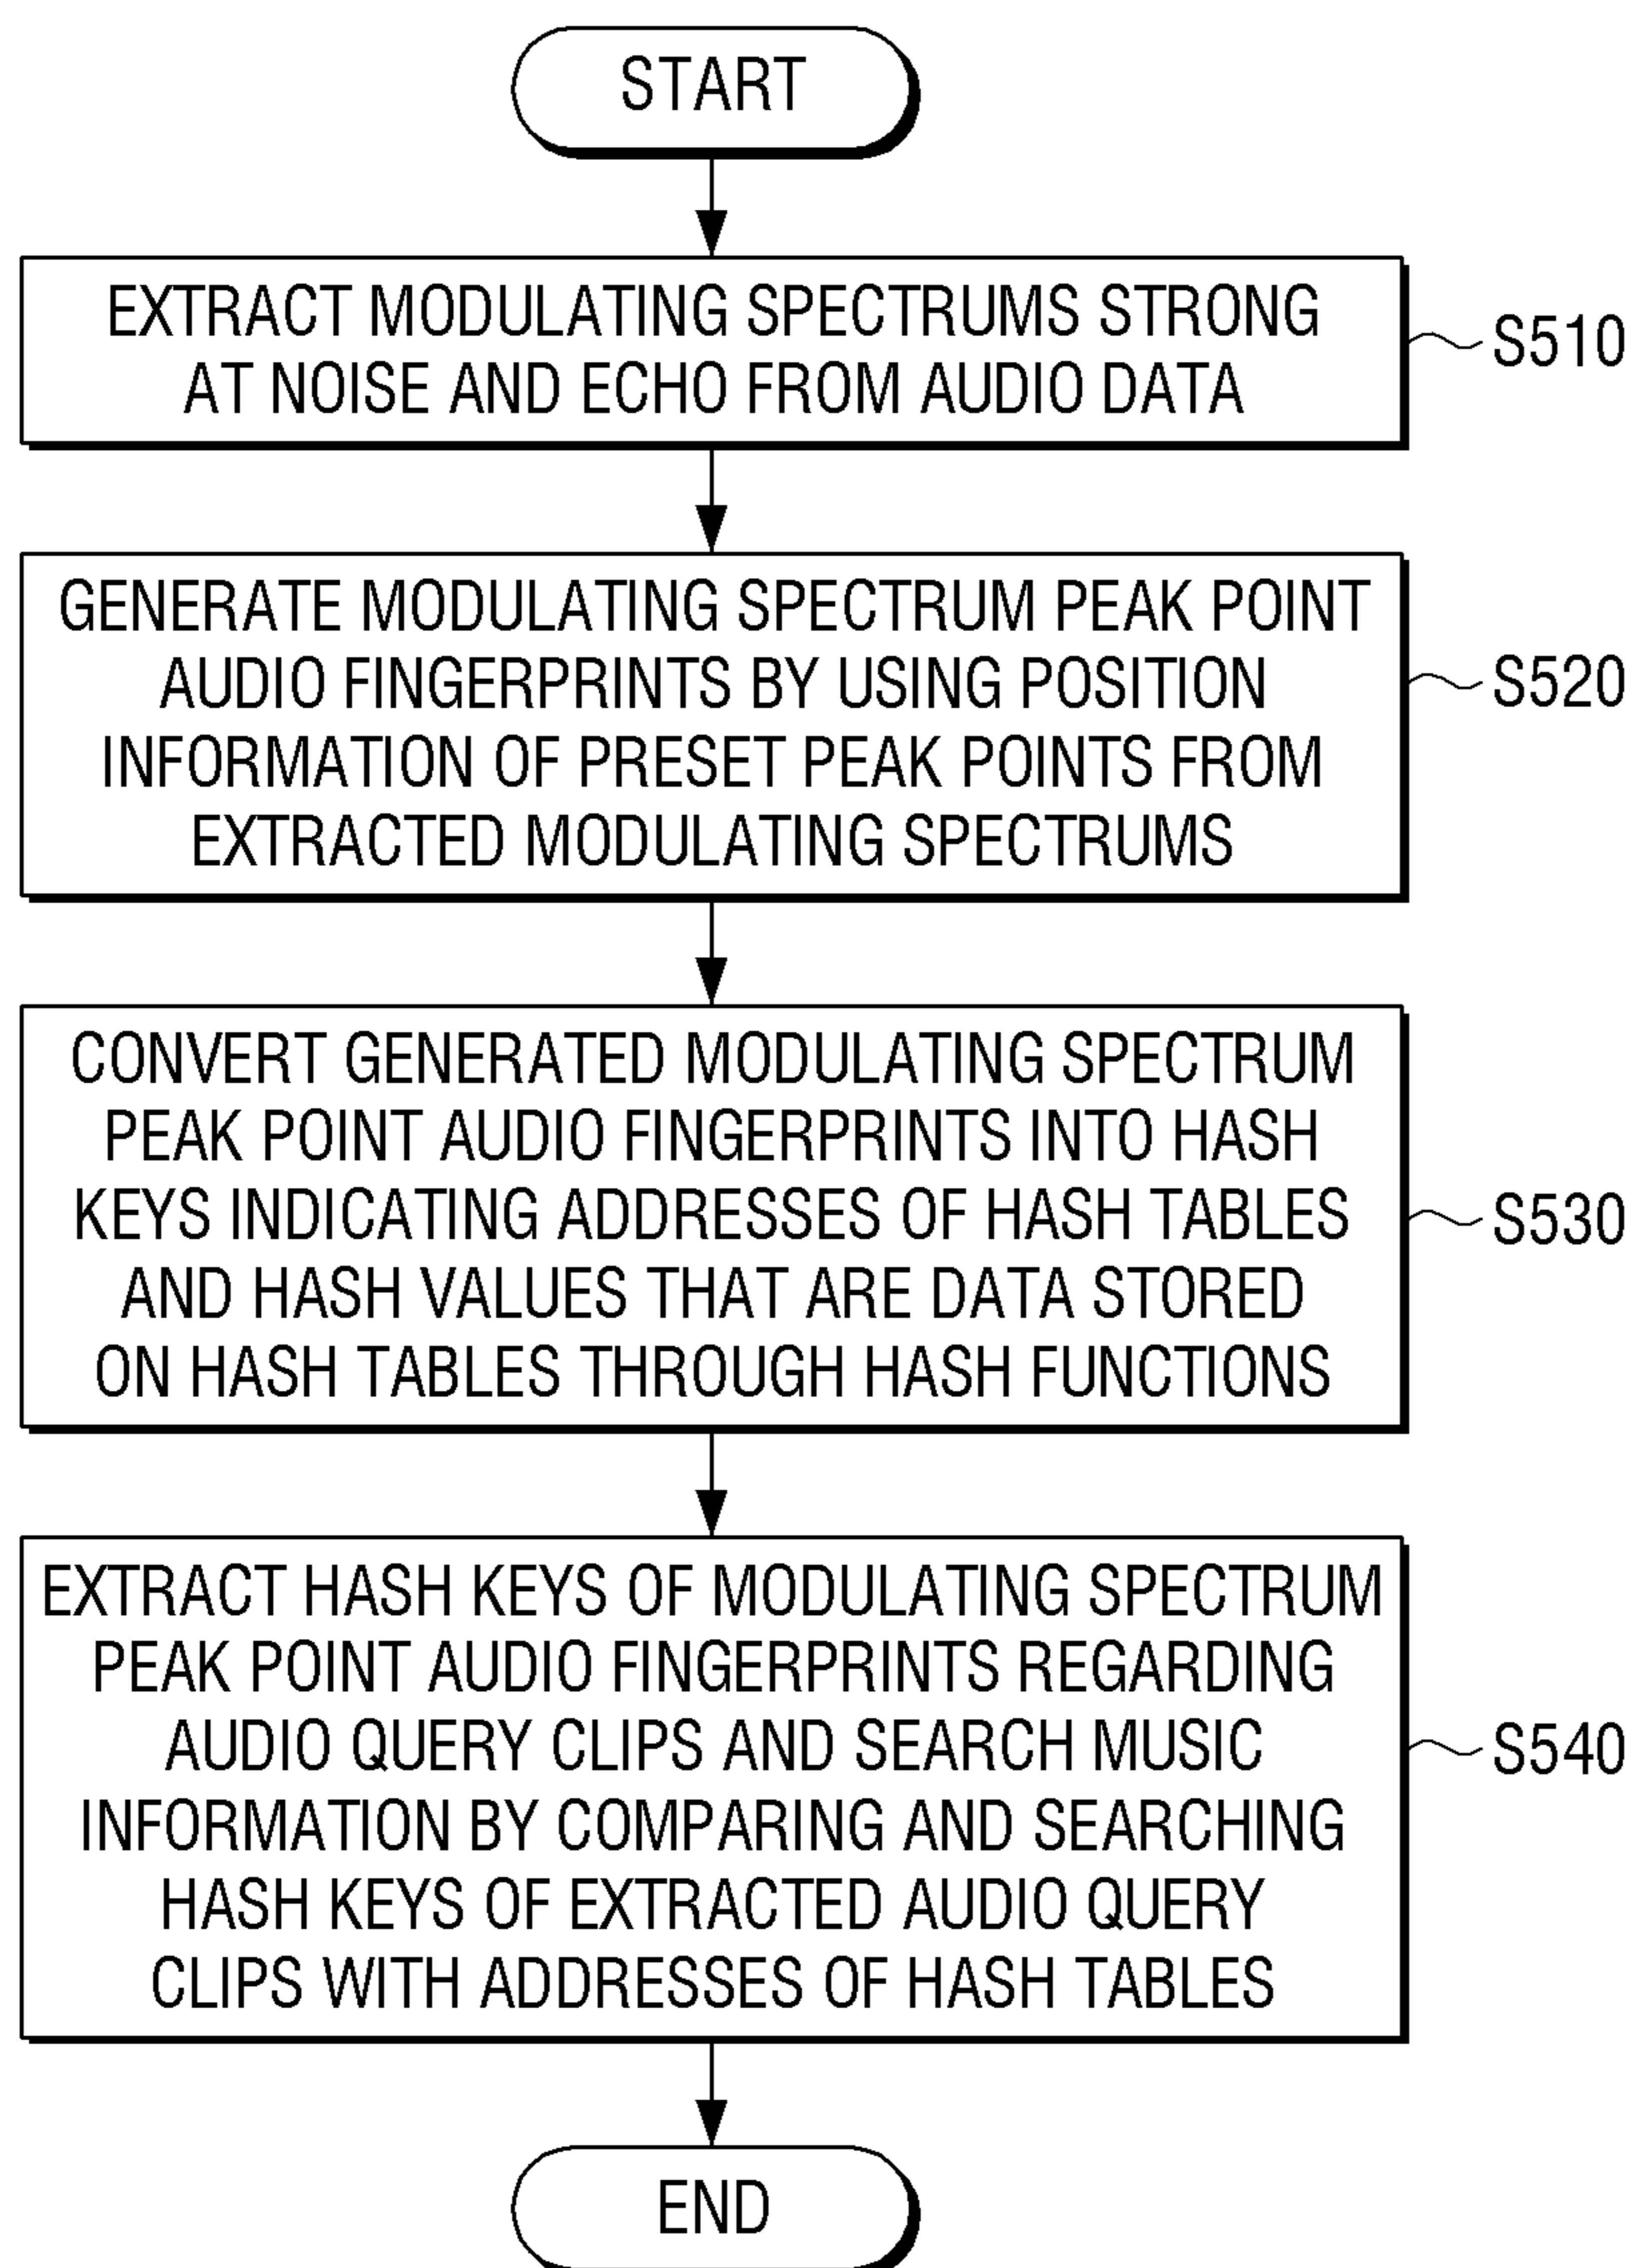 START
EXTRACT MODULATING SPECTRUMS STRONG
AT NOISE AND ECHO FROM AUDIO DATA
S510
GENERATE MODULATING SPECTRUM PEAK POINT
AUDIO FINGERPRINTS BY USING POSITION
INFORMATION OF PRESET PEAK POINTS FROM
EXTRACTED MODULATING SPECTRUMS
S520
CONVERT GENERATED MODULATING SPECTRUM
PEAK POINT AUDIO FINGERPRINTS INTO HASH
KEYS INDICATING ADDRESSES OF HASH TABLES
AND HASH VALUES THAT ARE DATA STORED
ON HASH TABLES THROUGH HASH FUNCTIONS
S530
EXTRACT HASH KEYS OF MODULATING SPECTRUM
PEAK POINT AUDIO FINGERPRINTS REGARDING
AUDIO QUERY CLIPS AND SEARCH MUSIC
INFORMATION BY COMPARING AND SEARCHING
HASH KEYS OF EXTRACTED AUDIO QUERY
CLIPS WITH ADDRESSES OF HASH TABLES
S540
END